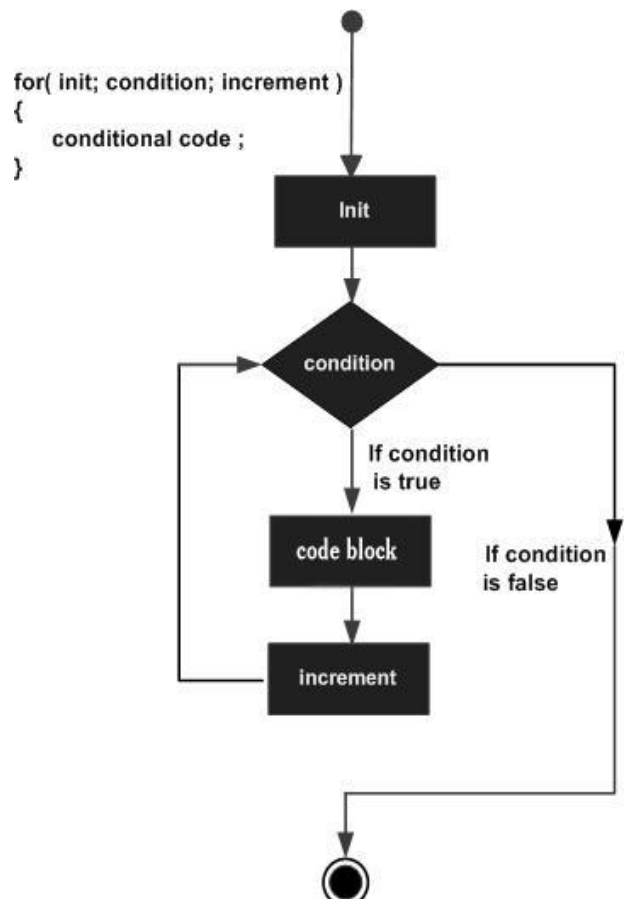 for( init; condition; increment )
{
conditional code ;
}
Init
condition
If condition
is true
code block
If condition
is false
increment